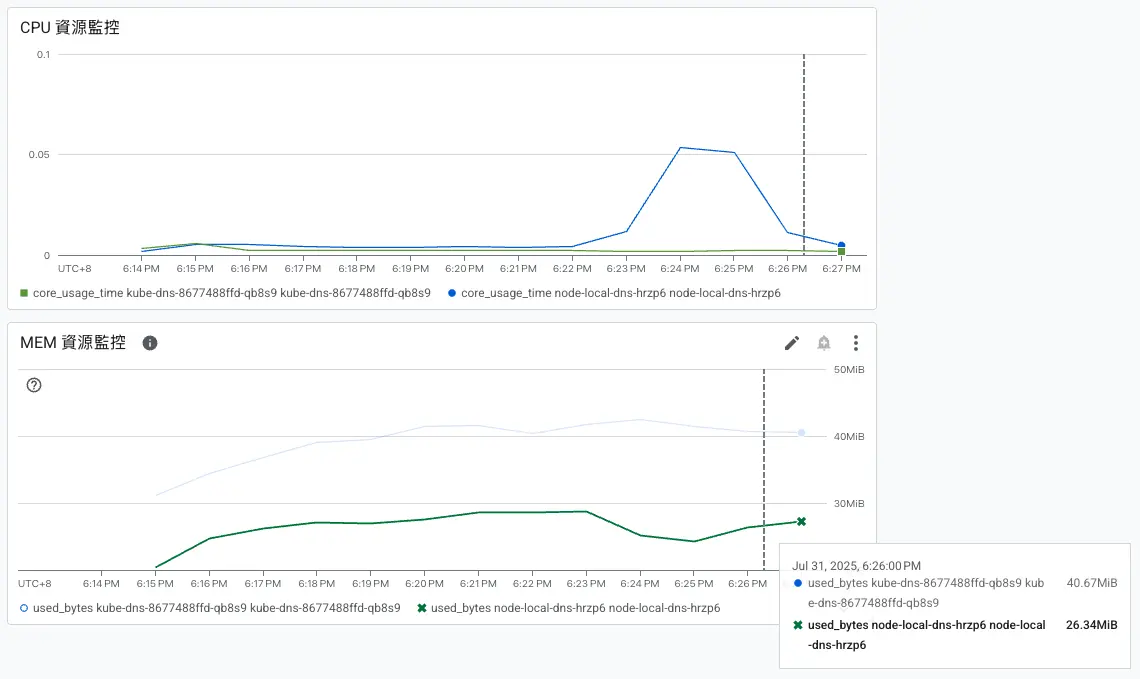 CPU 資源監控
0.1
0.05
0
UTC+8 6:14 PM 6:15 PM 6:16 PM 6:17 PM 6:18 PM 6:19 PM 6:20 PM 6:21 PM 6:22 PM 6:23 PM 6:24 PM 6:25 PM 6:26 PM 6:27 PM
core_usage_time kube-dns-8677488ffd-qb8s9 kube-dns-8677488ffd-qb8s9 core_usage_time node-local-dns-hrzp6 node-local-dns-hrzp6
MEM 資源監控
50MiB
40MiB
30MiB
UTC+8 6:14 PM 6:15 PM 6:16 PM 6:17 PM 6:18 PM 6:19 PM 6:20 PM 6:21 PM 6:22 PM 6:23 PM 6:24 PM 6:25 PM 6:26 PM
used_bytes kube-dns-8677488ffd-qb8s9 kube-dns-8677488ffd-qb8s9 used_bytes node-local-dns-hrzp6 node-local-dns-hrzp6
Jul 31, 2025, 6:26:00 PM
used_bytes kube-dns-8677488ffd-qb8s9 kub 40.67MiB
e-dns-8677488ffd-qb8s9
used_bytes node-local-dns-hrzp6 node-local 26.34MiB
-dns-hrzp6